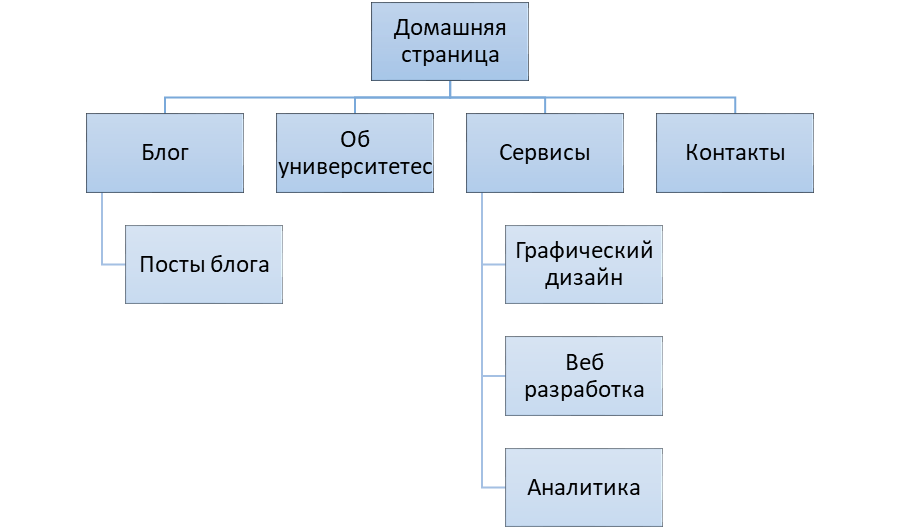 Домашняя
страница
Блог
Об
университетес
Сервисы
Контакты
Посты блога
Графический
дизайн
Веб
разработка
Аналитика